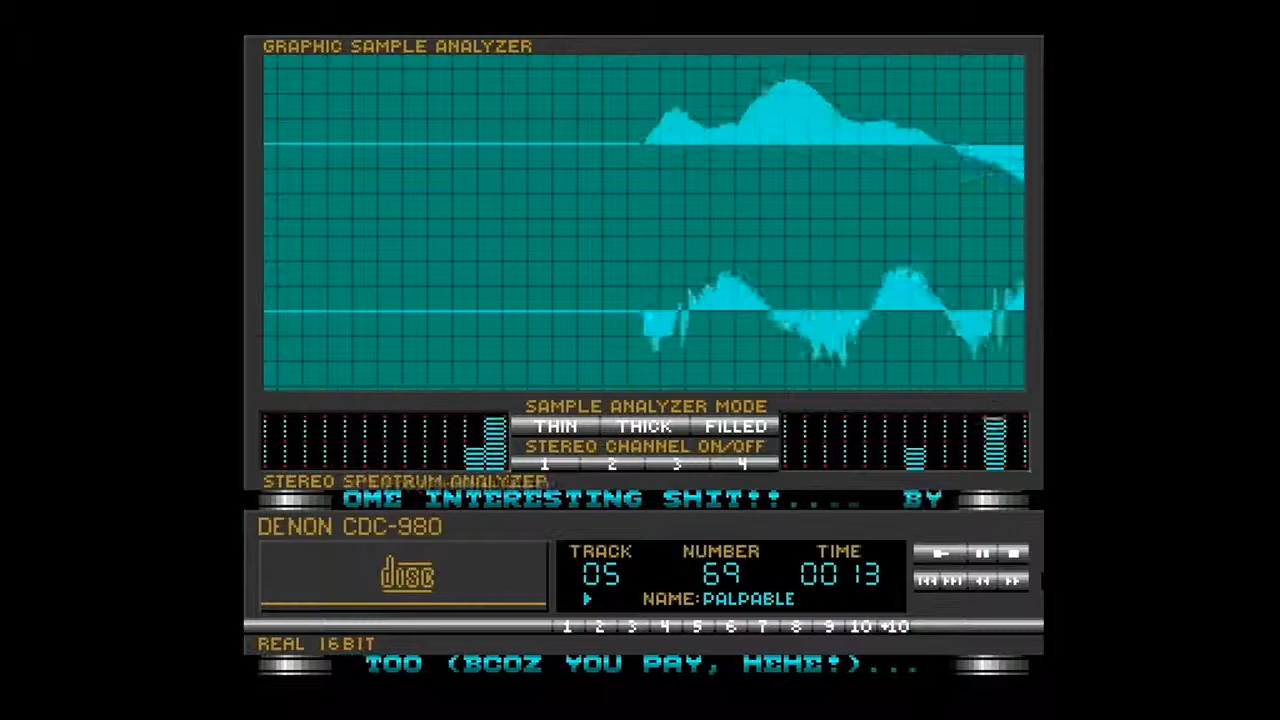 GRAPHIC SAMPLE ANALYZER
SAMPLE ANALYZER MODE
THIN THICK FILLED
STEREO CHANNEL ON/OFF
1 2 3 4
STEREO SPECTRUM-ANALYZER
OME INTERESTING SHIT!!.... BY
DENON CDC-980
disc
TRACK NUMBER TIME
05 69 00 13
NAME:PALPABLE
1 2 3 4 5 6 7 8 9 10 +10
REAL 16BIT
TOO (BCOZ YOU PAY, HEHE!)...